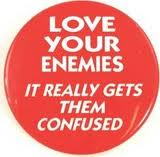 LOVE
YOUR
ENEMIES
IT REALLY GETS
THEM
CONFUSED